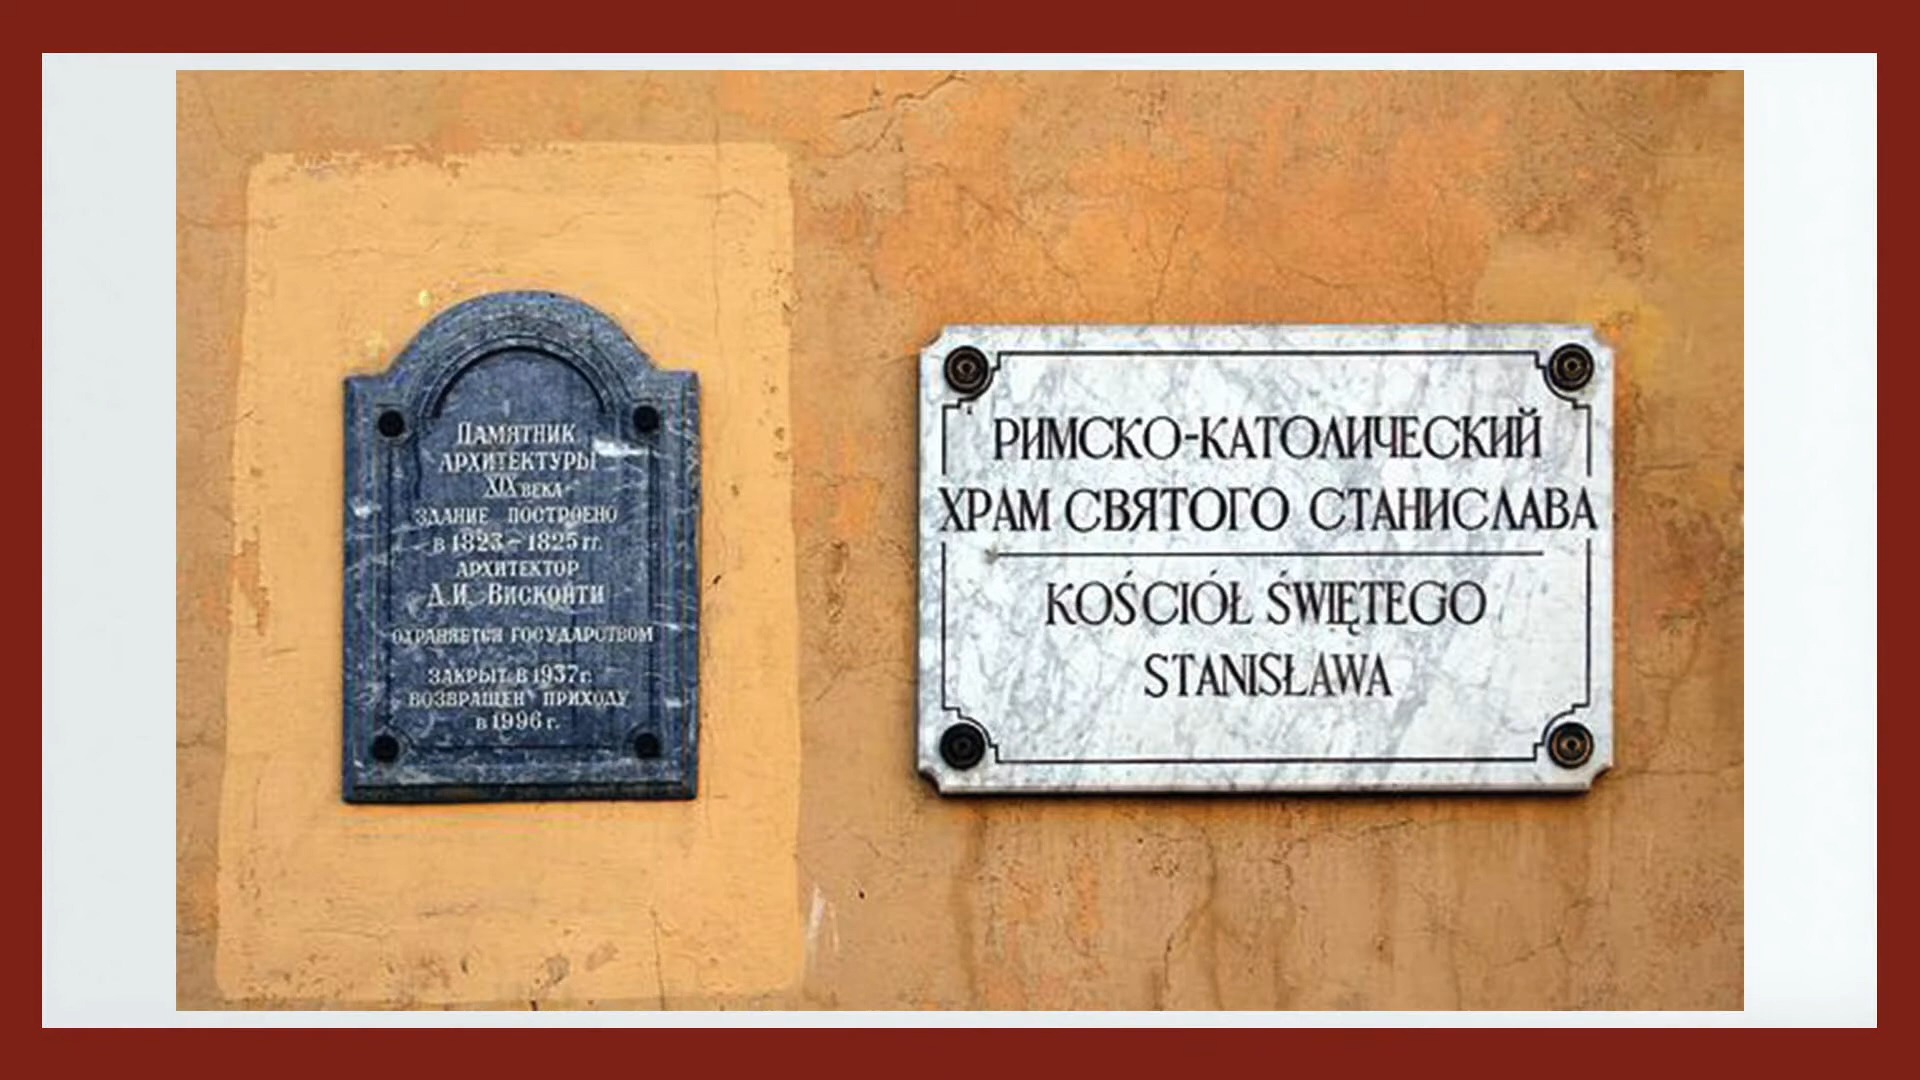 ПАМЯТНИК
АРХИТЕКТУРЫ
XIX ВЕКА
ЗДАНИЕ ПОСТРОЕНО
в 1823–1825 гг.
АРХИТЕКТОР
Д.И. ВИСКОНТИ
ОХРАНЯЕТСЯ ГОСУДАРСТВОМ
ЗАКРЫТ в 1937 г.
ВОЗВРАЩЕН ПРИХОДУ
в 1996 г.
РИМСКО-КАТОЛИЧЕСКИЙ
ХРАМ СВЯТОГО СТАНИСЛАВА
KOŚCIÓŁ ŚWIĘTEGO
STANISŁAWA